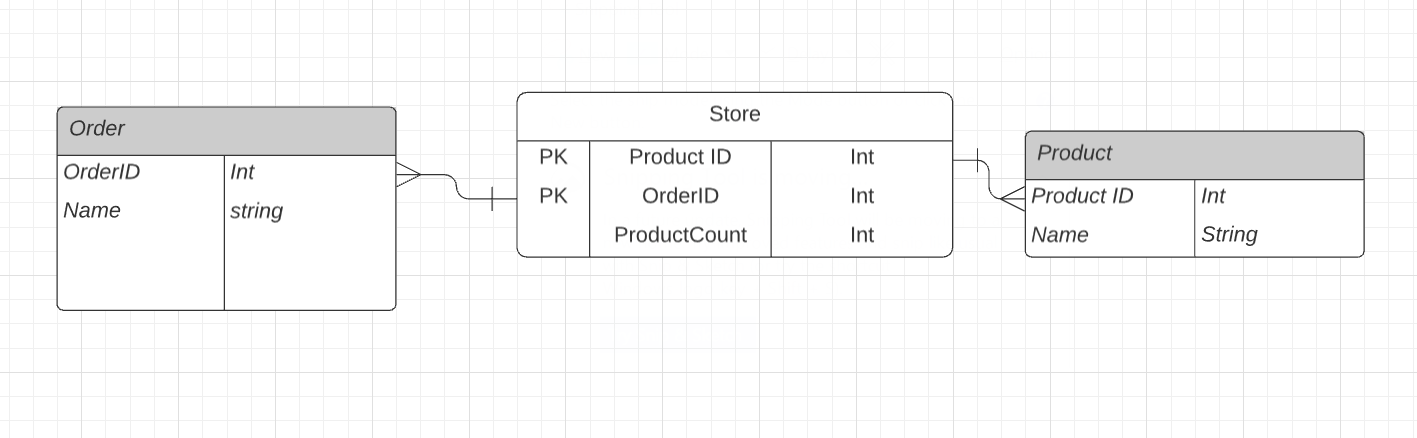 Order
OrderID Int
Name string
Store
PK Product ID Int
PK OrderID Int
ProductCount Int
Product
Product ID Int
Name String